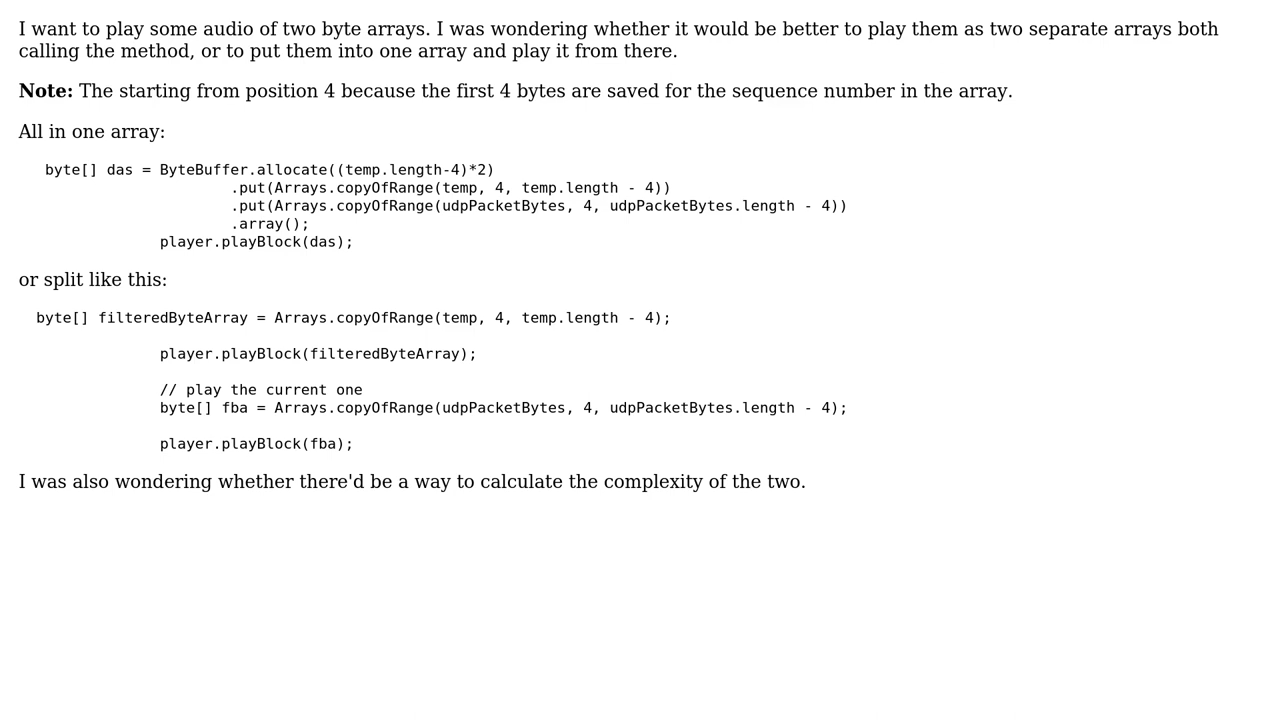 I want to play some audio of two byte arrays. I was wondering whether it would be better to play them as two separate arrays both
calling the method, or to put them into one array and play it from there.
Note: The starting from position 4 because the first 4 bytes are saved for the sequence number in the array.
All in one array:
byte[] das = ByteBuffer.allocate((temp.length-4)*2)
.put(Arrays.copyOfRange(temp, 4, temp.length - 4))
.put(Arrays.copyOfRange(udpPacketBytes, 4, udpPacketBytes.length - 4))
.array();
player.playBlock(das);
or split like this:
byte[] filteredByteArray = Arrays.copyOfRange(temp, 4, temp.length - 4);
player.playBlock(filteredByteArray);
// play the current one
byte[] fba = Arrays.copyOfRange(udpPacketBytes, 4, udpPacketBytes.length - 4);
player.playBlock(fba);
I was also wondering whether there'd be a way to calculate the complexity of the two.